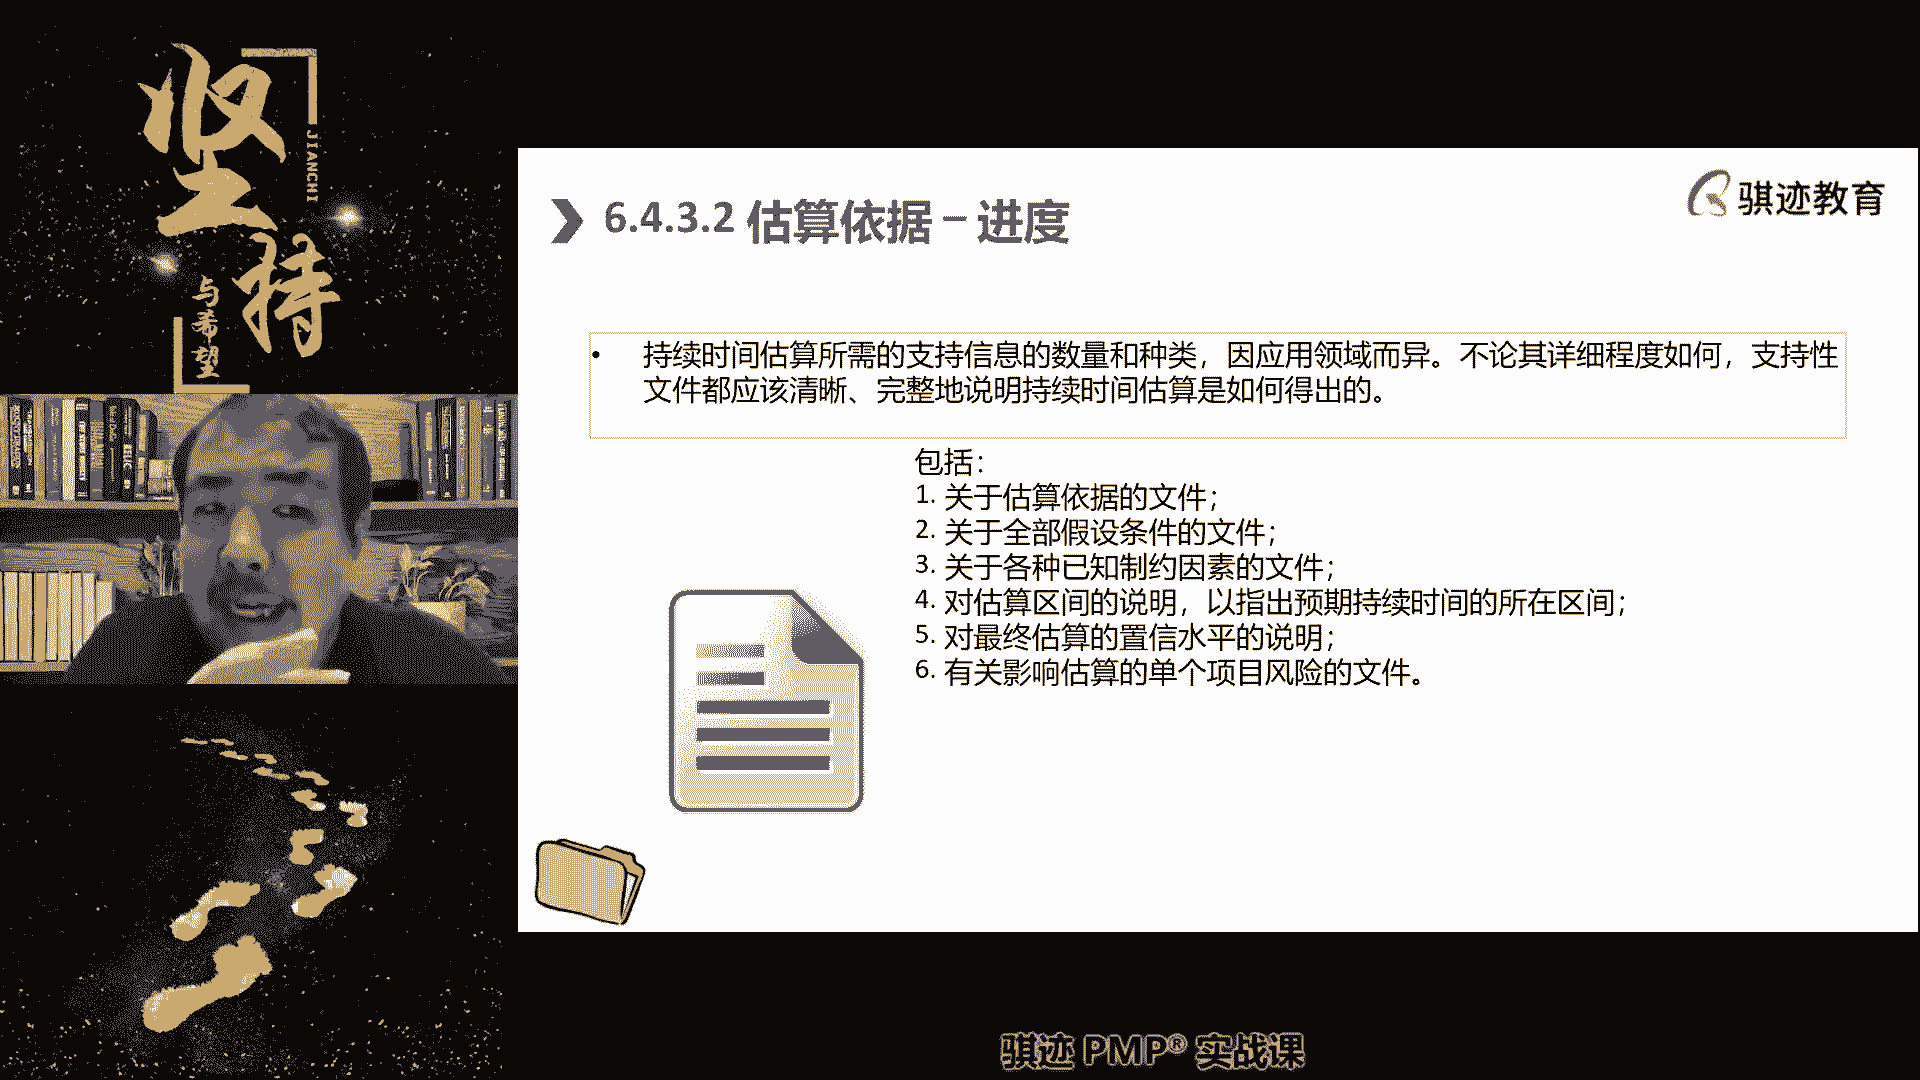 坚持
JIANCHI
与希望
骐迹教育
6.4.3.2 估算依据 – 进度
• 持续时间估算所需的支持信息的数量和种类，因应用领域而异。不论其详细程度如何，支持性
文件都应该清晰、完整地说明持续时间估算是如何得出的。
包括：
1. 关于估算依据的文件；
2. 关于全部假设条件的文件；
3. 关于各种已知制约因素的文件；
4. 对估算区间的说明，以指出预期持续时间的所在区间；
5. 对最终估算的置信水平的说明；
6. 有关影响估算的单个项目风险的文件。
骐迹 PMP® 实战课